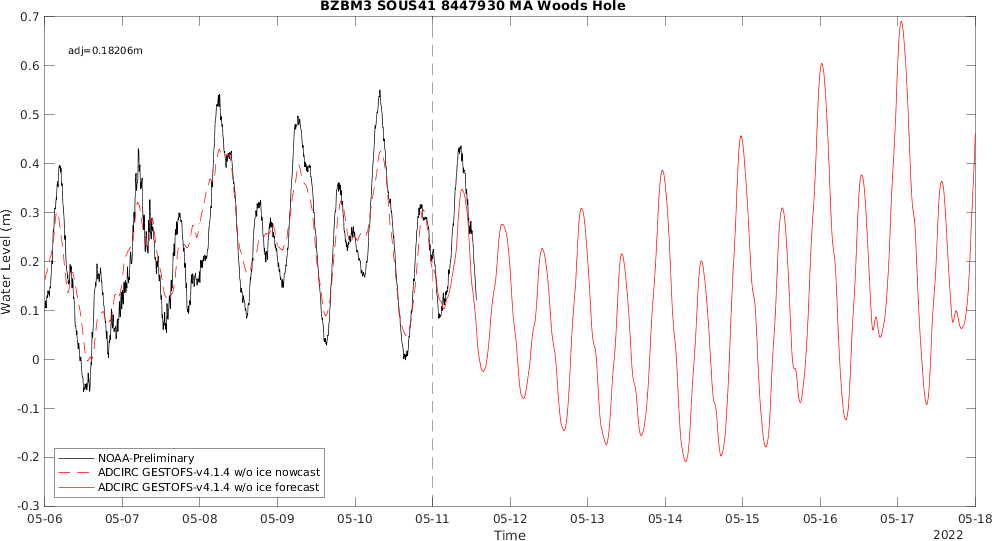 BZBM3 SOUS41 8447930 MA Woods Hole
adj=0.18206m
Water Level (m)
0.7
0.6
0.5
0.4
0.3
0.2
0.1
0
-0.1
-0.2
-0.3
NOAA-Preliminary
ADCIRC GESTOFS-v4.1.4 w/o ice nowcast
ADCIRC GESTOFS-v4.1.4 w/o ice forecast
05-06 05-07 05-08 05-09 05-10 05-11 05-12 05-13 05-14 05-15 05-16 05-17 05-18
Time
2022